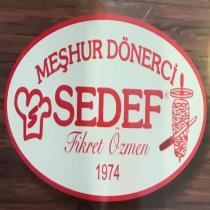 MEŞHUR DÖNERCİ
SEDEF®
Fikret Özmen
1974